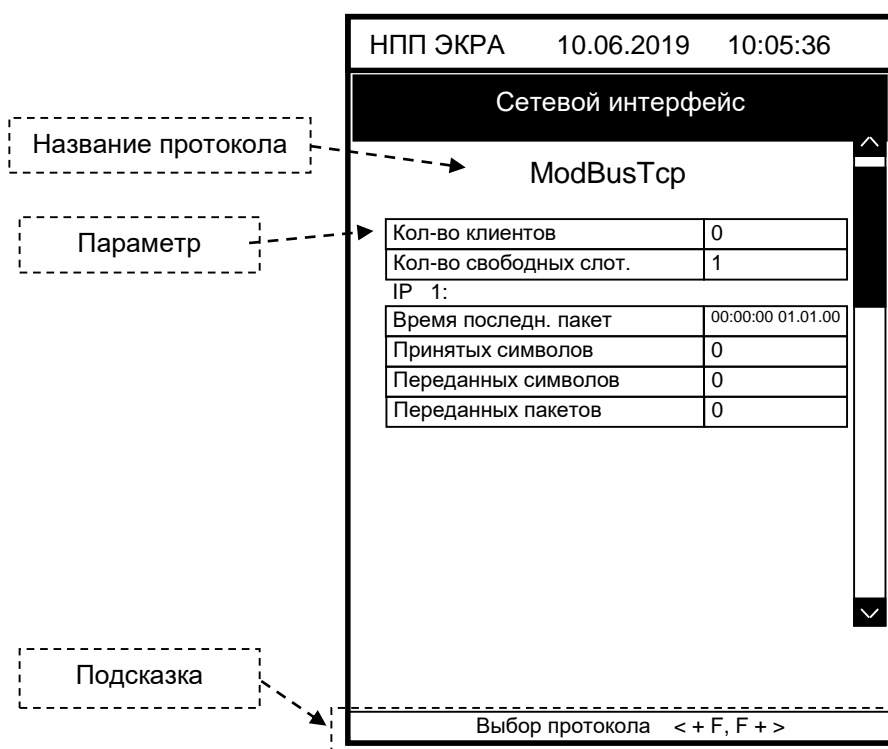 НПП ЭКРА 10.06.2019 10:05:36
Сетевой интерфейс
Название протокола
ModBusTcp
Параметр
Кол-во клиентов 0
Кол-во свободных слот. 1
IP 1:
Время последн. пакет 00:00:00 01.01.00
Принятых символов 0
Переданных символов 0
Переданных пакетов 0
Подсказка
Выбор протокола < + F, F + >